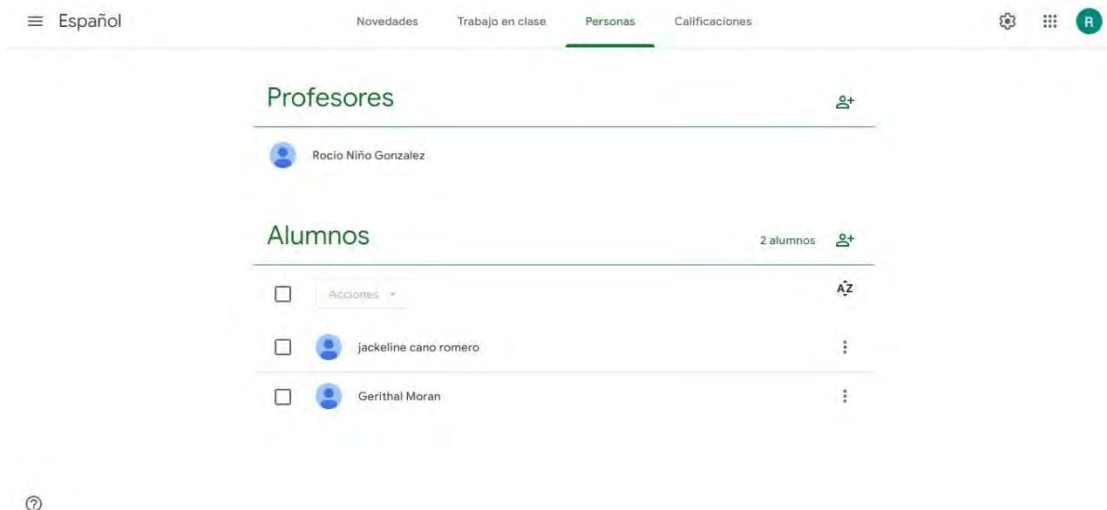 Español
Novedades Trabajo en clase Personas Calificaciones
R
Profesores
Rocio Niño Gonzalez
Alumnos
2 alumnos
Acciones
AZ
jackeline cano romero
Gerithal Moran